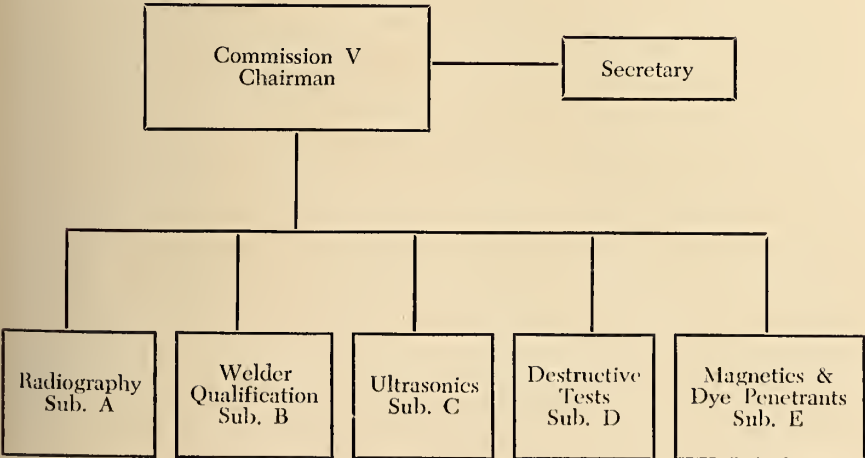 Commission V
Chairman
Secretary
Radiography
Sub. A
Welder
Qualification
Sub. B
Ultrasonics
Sub. C
Destructive
Tests
Sub. D
Magnetics &
Dye Penetrants
Sub. E